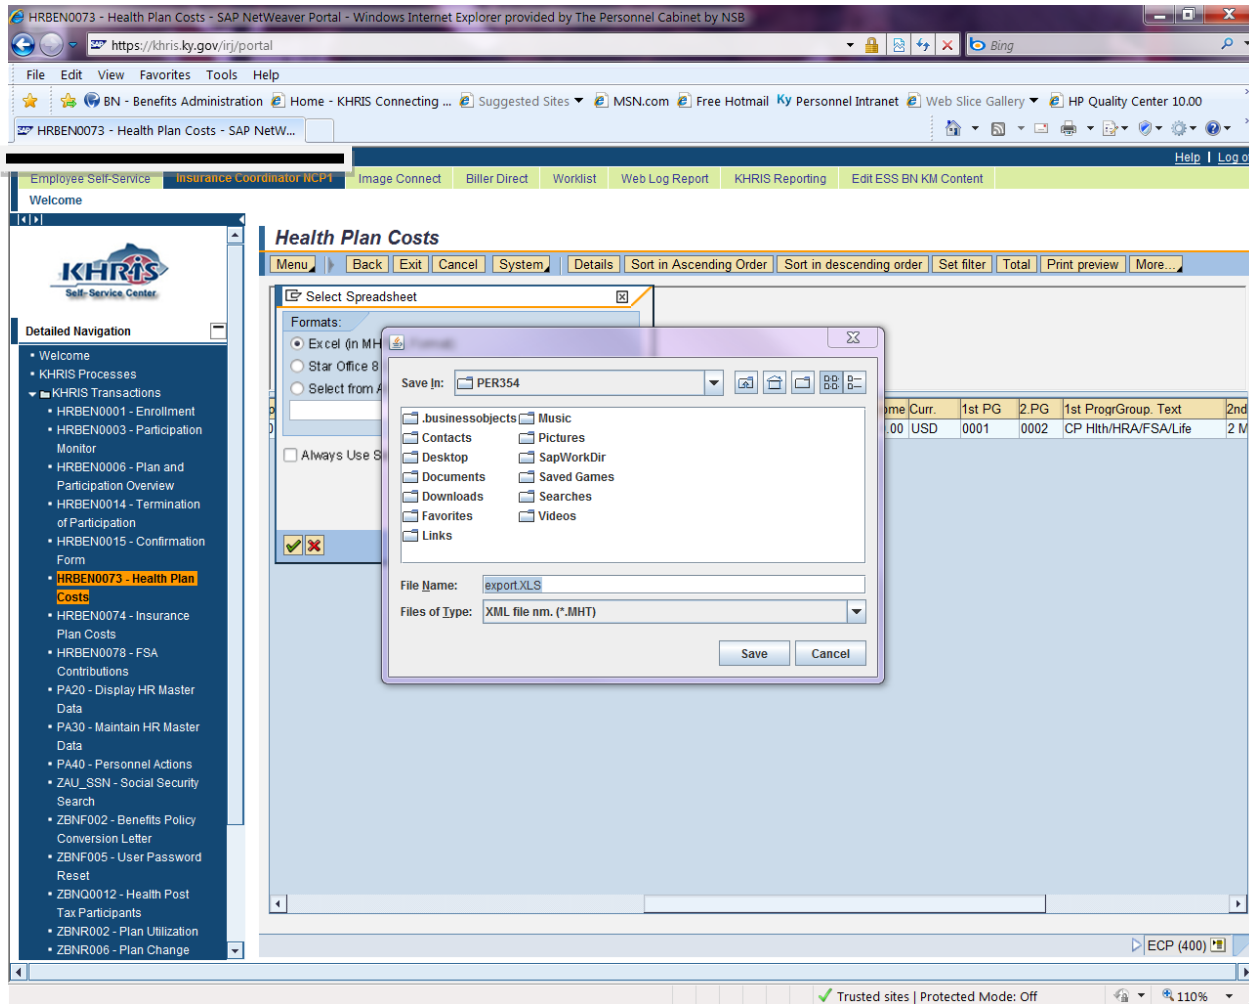 HRBEN0073 - Health Plan Costs - SAP NetWeaver Portal - Windows Internet Explorer provided by The Personnel Cabinet by NSB
https://khris.ky.gov/irj/portal
Bing
File Edit View Favorites Tools Help
BN - Benefits Administration Home - KHRIS Connecting ... Suggested Sites MSN.com Free Hotmail Ky Personnel Intranet Web Slice Gallery HP Quality Center 10.00
HRBEN0073 - Health Plan Costs - SAP NetW...
Help | Log
Employee Self-Service Insurance Coordinator NCP1 Image Connect Biller Direct Worklist Web Log Report KHRIS Reporting Edit ESS BN KM Content
Welcome
KHRIS
Self-Service Center
Detailed Navigation
• Welcome
• KHRIS Processes
KHRIS Transactions
• HRBEN0001 - Enrollment
• HRBEN0003 - Participation
Monitor
• HRBEN0006 - Plan and
Participation Overview
• HRBEN0014 - Termination
of Participation
• HRBEN0015 - Confirmation
Form
• HRBEN0073 - Health Plan
Costs
• HRBEN0074 - Insurance
Plan Costs
• HRBEN0078 - FSA
Contributions
• PA20 - Display HR Master
Data
• PA30 - Maintain HR Master
Data
• PA40 - Personnel Actions
• ZAU_SSN - Social Security
Search
• ZBNF002 - Benefits Policy
Conversion Letter
• ZBNF005 - User Password
Reset
• ZBNQ0012 - Health Post
Tax Participants
• ZBNR002 - Plan Utilization
• ZBNR006 - Plan Change
Health Plan Costs
Menu Back Exit Cancel System Details Sort in Ascending Order Sort in descending order Set filter Total Print preview More...
Select Spreadsheet
Formats:
Excel (in MH
Star Office 8
Select from
Always Use S
Save In: PER354
.businessobjects Music
Contacts Pictures
Desktop SapWorkDir
Documents Saved Games
Downloads Searches
Favorites Videos
Links
File Name: export.XLS
Files of Type: XML file nm. (*.MHT)
Save Cancel
ome Curr. 1st PG 2.PG 1st ProgrGroup. Text 2nd
.00 USD 0001 0002 CP Hlth/HRA/FSA/Life 2 M
ECP (400)
Trusted sites | Protected Mode: Off 110%